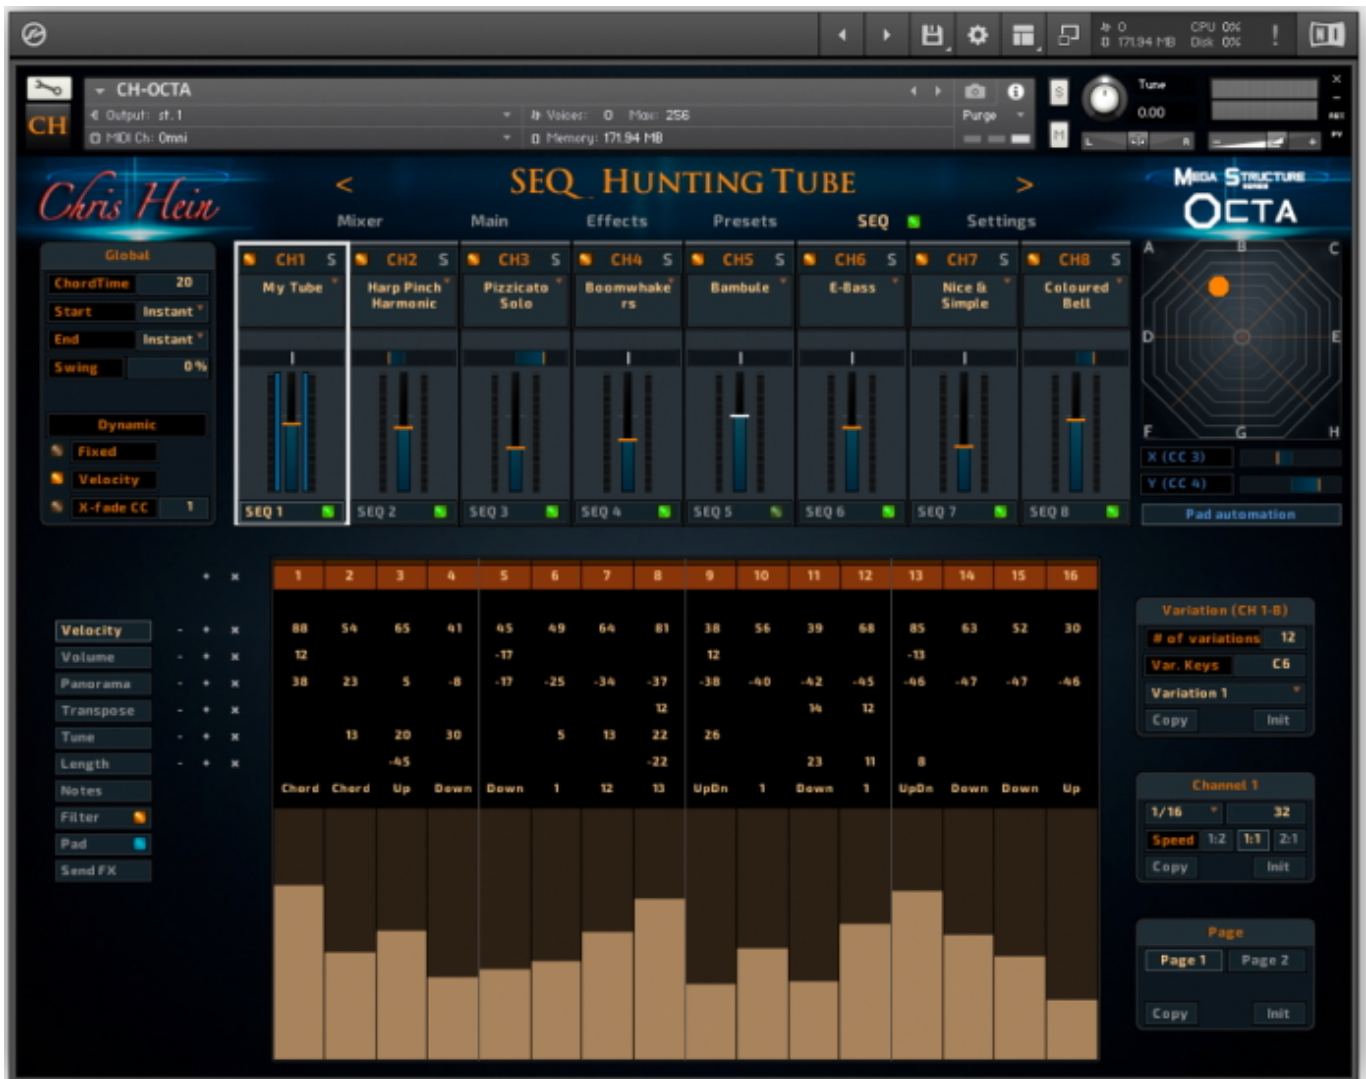 0 CPU 0%
171.94 MB Disk 0% !
CH-OCTA
S Tune
Output: st. 1 Voices: 0 Max: 256 Purge 0.00
CH
MIDI Ch: Omni Memory: 171.94 MB M L R - +
AUX
PV
Chris Hein
< SEQ_ HUNTING TUBE >
MEGA STRUCTURE
SERIES
OCTA
Mixer Main Effects Presets SEQ Settings
Global
ChordTime 20
Start Instant
End Instant
Swing 0%
Dynamic
Fixed
Velocity
X-fade CC 1
CH1 S CH2 S CH3 S CH4 S CH5 S CH6 S CH7 S CH8 S
My Tube Harp Pinch Pizzicato Boomwhake Bambule E-Bass Nice & Coloured
Harmonic Solo rs Simple Bell
SEQ 1 SEQ 2 SEQ 3 SEQ 4 SEQ 5 SEQ 6 SEQ 7 SEQ 8
A B C
D E
F G H
X (CC 3)
Y (CC 4)
Pad automation
+ × 1 2 3 4 5 6 7 8 9 10 11 12 13 14 15 16
Velocity - + × 88 54 65 41 45 49 64 81 38 56 39 68 85 63 52 30
Volume - + × 12 -17 12 -13
Panorama - + × 38 23 5 -8 -17 -25 -34 -37 -38 -40 -42 -45 -46 -47 -47 -46
Transpose - + × 12 14 12
Tune - + × 13 20 30 5 13 22 26
Length - + × -45 -22 23 11 8
Notes Chord Chord Up Down Down 1 12 13 UpDn 1 Down 1 UpDn Down Down Up
Filter
Pad
Send FX
Variation (CH 1-8)
# of variations 12
Var. Keys C6
Variation 1
Copy Init
Channel 1
1/16 32
Speed 1:2 1:1 2:1
Copy Init
Page
Page 1 Page 2
Copy Init